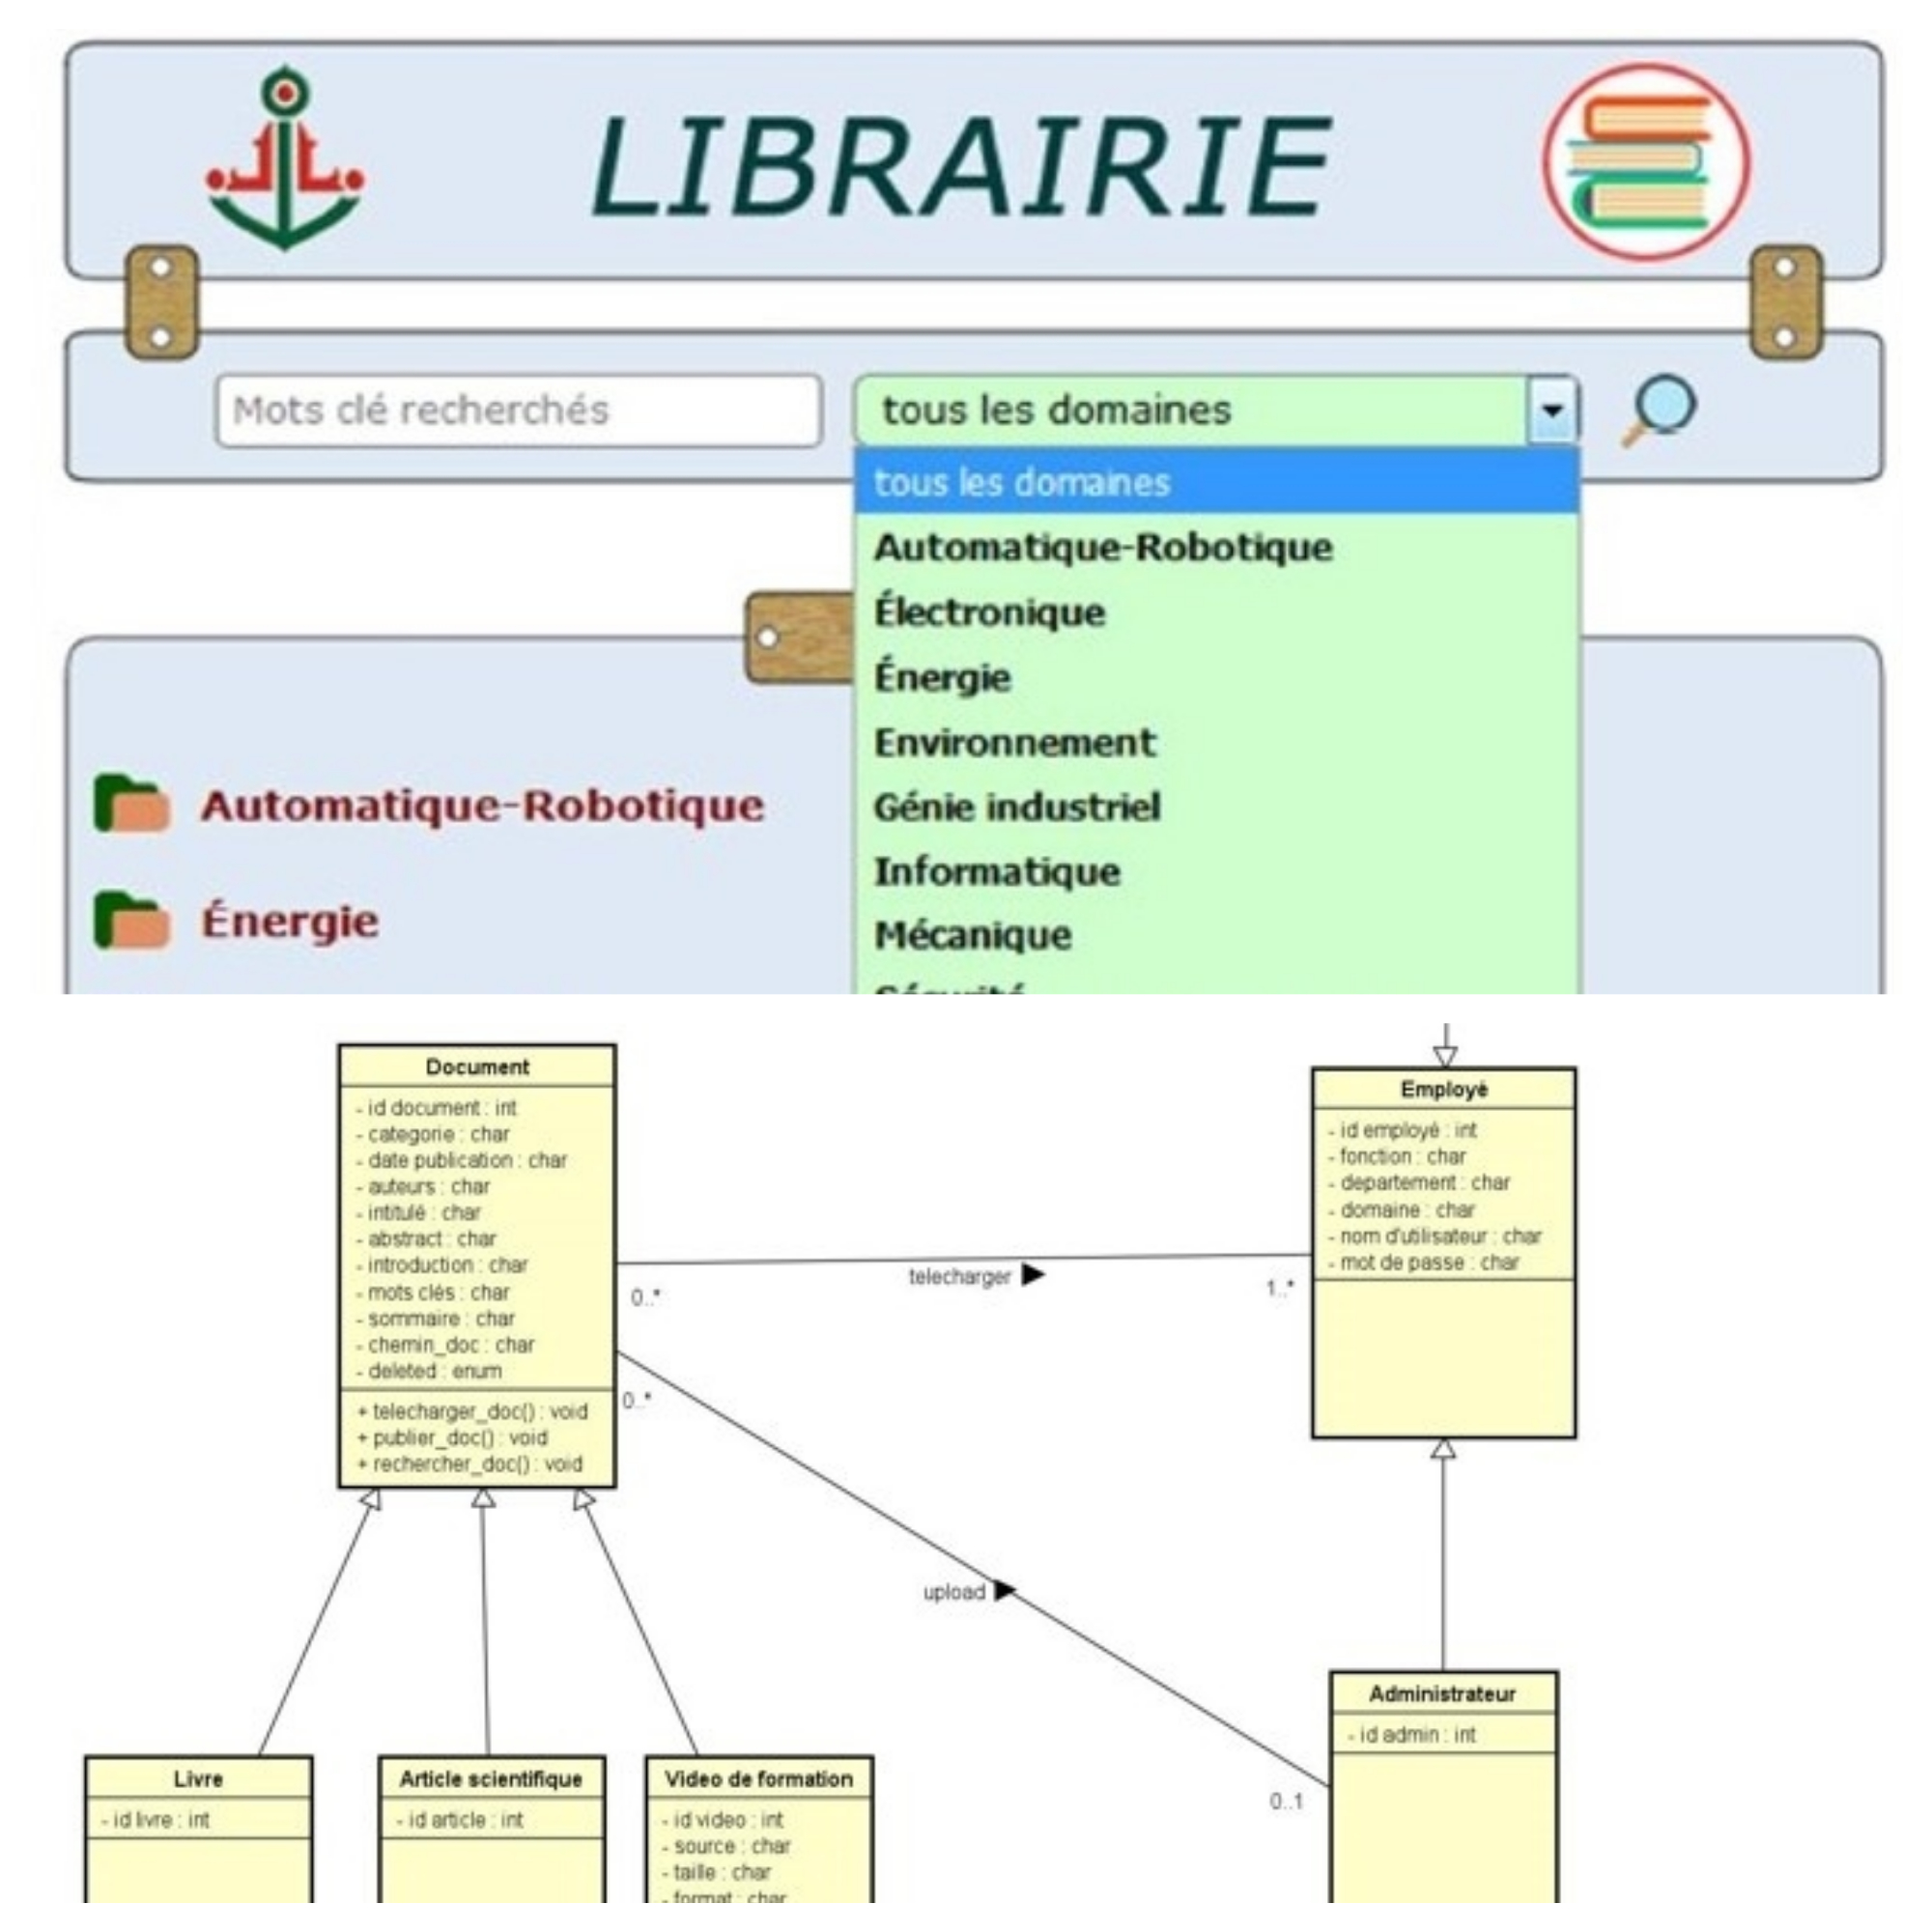 LIBRAIRIE
Mots clé recherchés
tous les domaines
tous les domaines
Automatique-Robotique
Électronique
Énergie
Environnement
Génie industriel
Informatique
Mécanique
Sécurité
Automatique-Robotique
Énergie
Document
- id document : int
- categorie : char
- date publication : char
- auteurs : char
- intitulé : char
- abstract : char
- introduction : char
- mots clés : char
- sommaire : char
- chemin_doc : char
- deleted : enum
+ telecharger_doc() : void
+ publier_doc() : void
+ rechercher_doc() : void
Employé
- id employé : int
- fonction : char
- departement : char
- domaine : char
- nom d'utilisateur : char
- mot de passe : char
telecharger
0..*
1..*
0..*
upload
0..1
Administrateur
- id admin : int
Livre
- id livre : int
Article scientifique
- id article : int
Video de formation
- id video : int
- source : char
- taille : char
- format : char